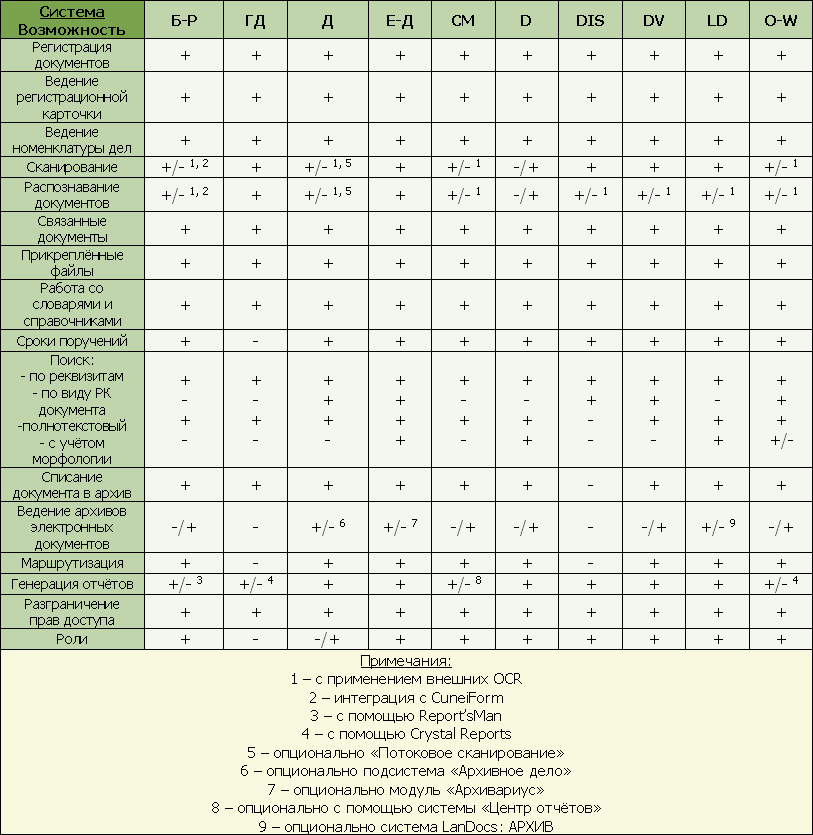 Система Б-Р ГД Д Е-Д СМ D DIS DV LD O-W
Возможность
Регистрация
документов + + + + + + + + + +
Ведение
регистрационной + + + + + + + + + +
карточки
Ведение
номенклатуры дел + + + + + + + + + +
Сканирование +/- 1, 2 + +/- 1, 5 + +/- 1 -/+ + + + +/- 1
Распознавание
документов +/- 1, 2 + +/- 1, 5 + +/- 1 -/+ +/- 1 +/- 1 +/- 1 +/- 1
Связанные
документы + + + + + + + + + +
Прикреплённые
файлы + + + + + + + + + +
Работа со
словарями и + + + + + + + + + +
справочниками
Сроки поручений + - + + + + + + + +
Поиск:
- по реквизитам + + + + + + + + + +
- по виду РК - - + + - - + + - +
документа
-полнотекстовый + + + + + + - + + +
- с учётом - - - + - + - - + +/-
морфологии
Списание
документа в архив + + + + + + - + + +
Ведение архивов
электронных -/+ - +/- 6 +/- 7 -/+ -/+ - -/+ +/- 9 -/+
документов
Маршрутизация + - + + + + - + + +
Генерация отчётов +/- 3 +/- 4 + + +/- 8 + + + + +/- 4
Разграничение
прав доступа + + + + + + + + + +
Роли + - -/+ + + + + + + +
Примечания:
1 – с применением внешних OCR
2 – интеграция с CuneiForm
3 – с помощью Report’sMan
4 – с помощью Crystal Reports
5 – опционально «Потоковое сканирование»
6 – опционально подсистема «Архивное дело»
7 – опционально модуль «Архивариус»
8 – опционально с помощью системы «Центр отчётов»
9 – опционально система LanDocs: АРХИВ